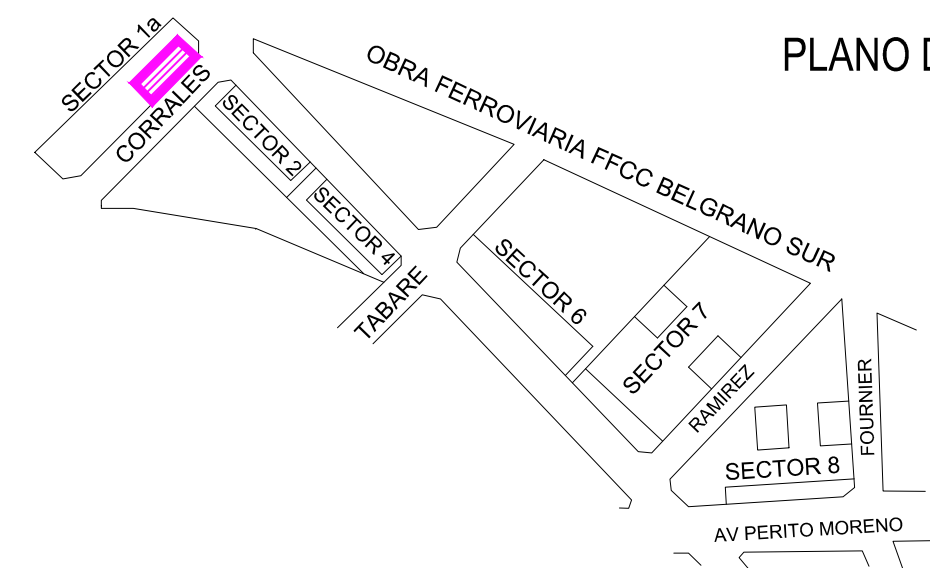 SECTOR 1a
CORRALES
OBRA FERROVIARIA FFCC BELGRANO SUR
PLANO D
SECTOR 2
SECTOR 4
TABARE
SECTOR 6
SECTOR 7
RAMIREZ
FOURNIER
SECTOR 8
AV PERITO MORENO